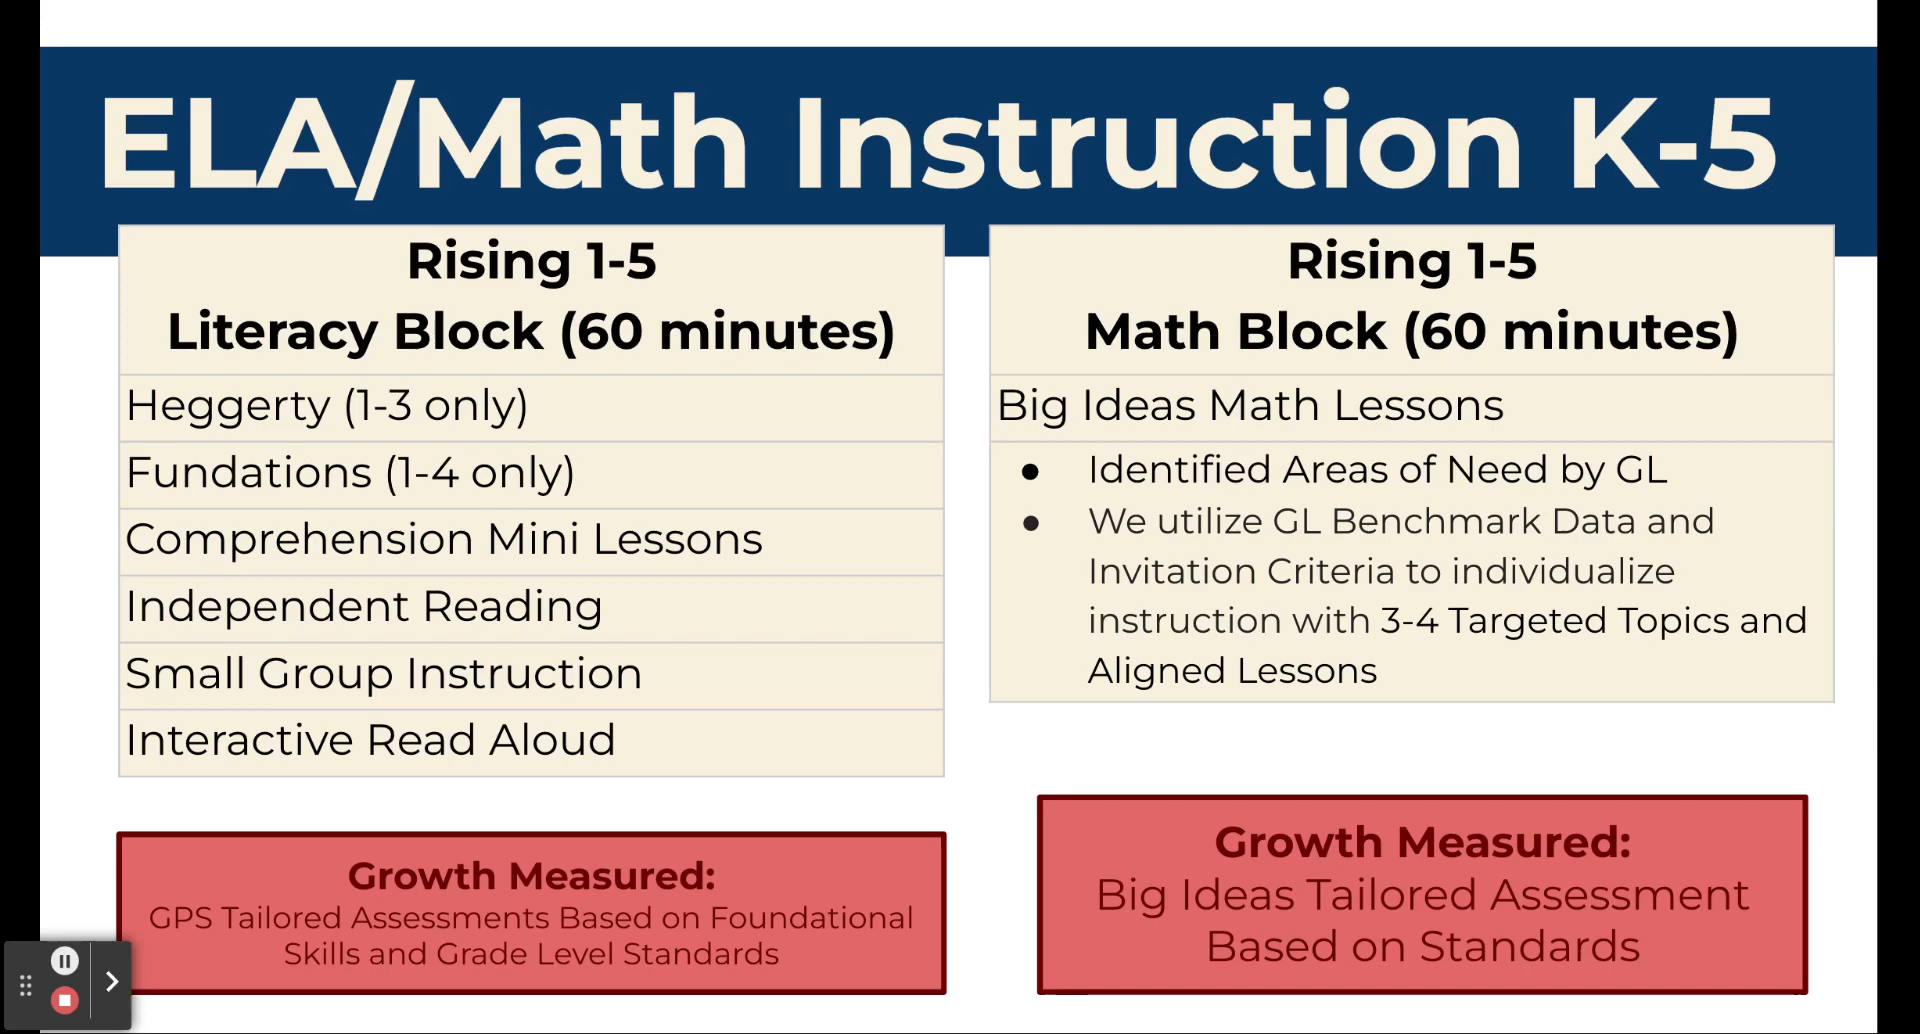 ELA/Math Instruction K-5
Rising 1-5
Literacy Block (60 minutes)
Heggerty (1-3 only)
Fundations (1-4 only)
Comprehension Mini Lessons
Independent Reading
Small Group Instruction
Interactive Read Aloud
Growth Measured:
GPS Tailored Assessments Based on Foundational
Skills and Grade Level Standards
Rising 1-5
Math Block (60 minutes)
Big Ideas Math Lessons
● Identified Areas of Need by GL
● We utilize GL Benchmark Data and
Invitation Criteria to individualize
instruction with 3-4 Targeted Topics and
Aligned Lessons
Growth Measured:
Big Ideas Tailored Assessment
Based on Standards